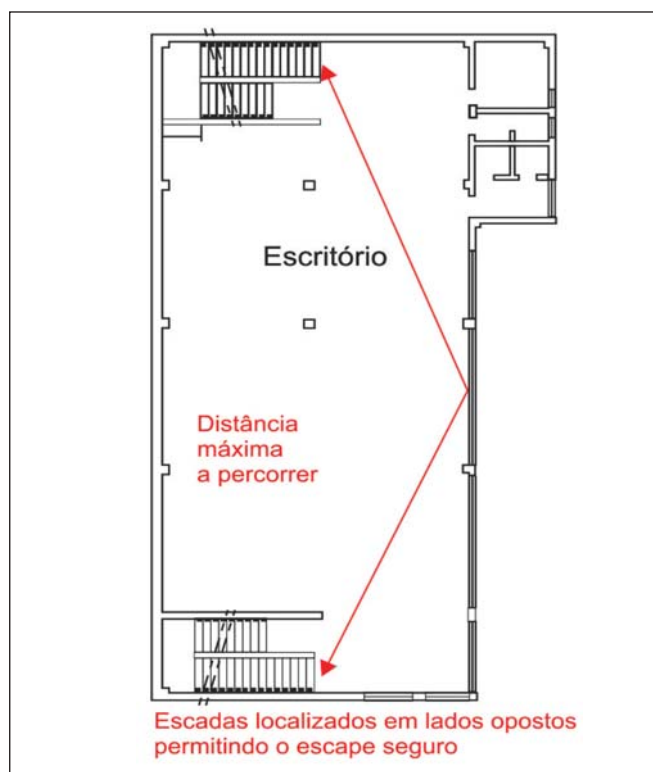 Escritório
Distância
máxima
a percorrer
Escadas localizados em lados opostos
permitindo o escape seguro